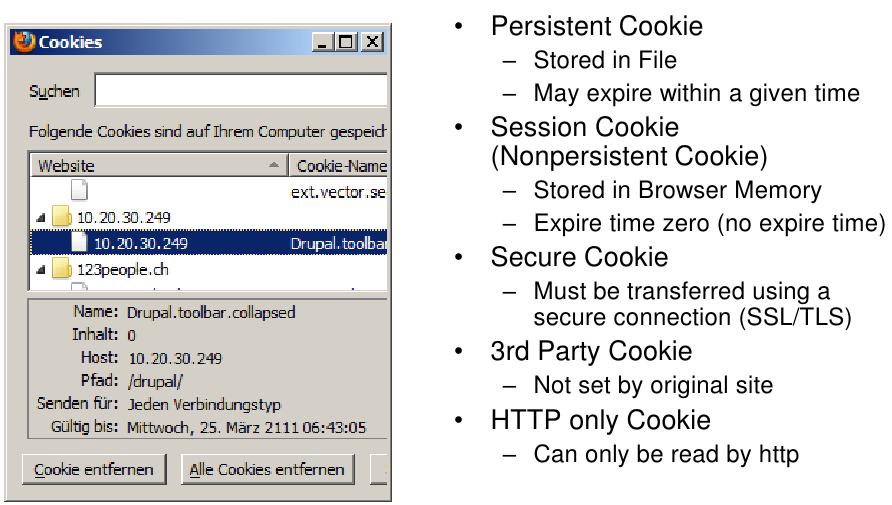 Cookies
Suchen
Folgende Cookies sind auf Ihrem Computer gespeich
Website Cookie-Name
ext.vector.se
10.20.30.249
10.20.30.249 Drupal.toolbar
123people.ch
Name: Drupal.toolbar.collapsed
Inhalt: 0
Host: 10.20.30.249
Pfad: /drupal/
Senden für: Jeden Verbindungstyp
Gültig bis: Mittwoch, 25. März 2111 06:43:05
Cookie entfernen Alle Cookies entfernen
• Persistent Cookie
– Stored in File
– May expire within a given time
• Session Cookie
(Nonpersistent Cookie)
– Stored in Browser Memory
– Expire time zero (no expire time)
• Secure Cookie
– Must be transferred using a
secure connection (SSL/TLS)
• 3rd Party Cookie
– Not set by original site
• HTTP only Cookie
– Can only be read by http